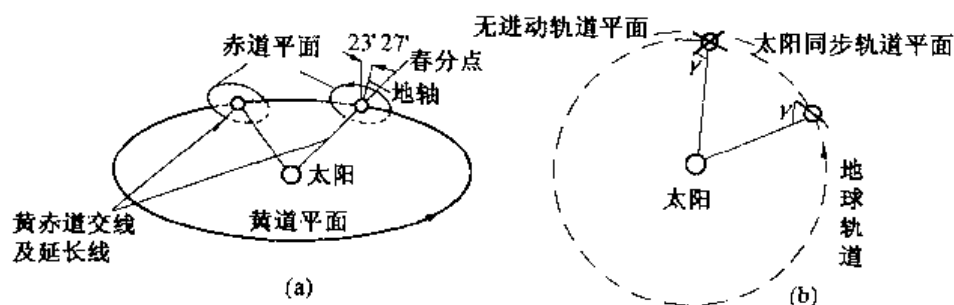 赤道平面
23°27'
春分点
地轴
太阳
黄赤道交线
及延长线
黄道平面
(a)
无进动轨道平面
太阳同步轨道平面
γ
γ
太阳
地球轨道
(b)